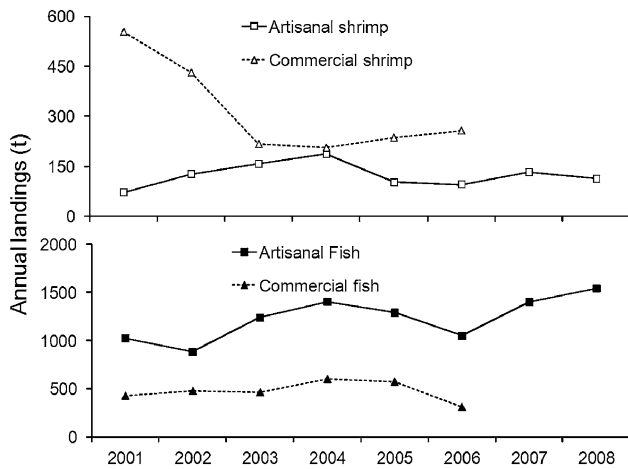 Annual landings (t)
600
450
300
150
0
Artisanal shrimp
Commercial shrimp
2000
1500
1000
500
0
Artisanal Fish
Commercial fish
2001 2002 2003 2004 2005 2006 2007 2008